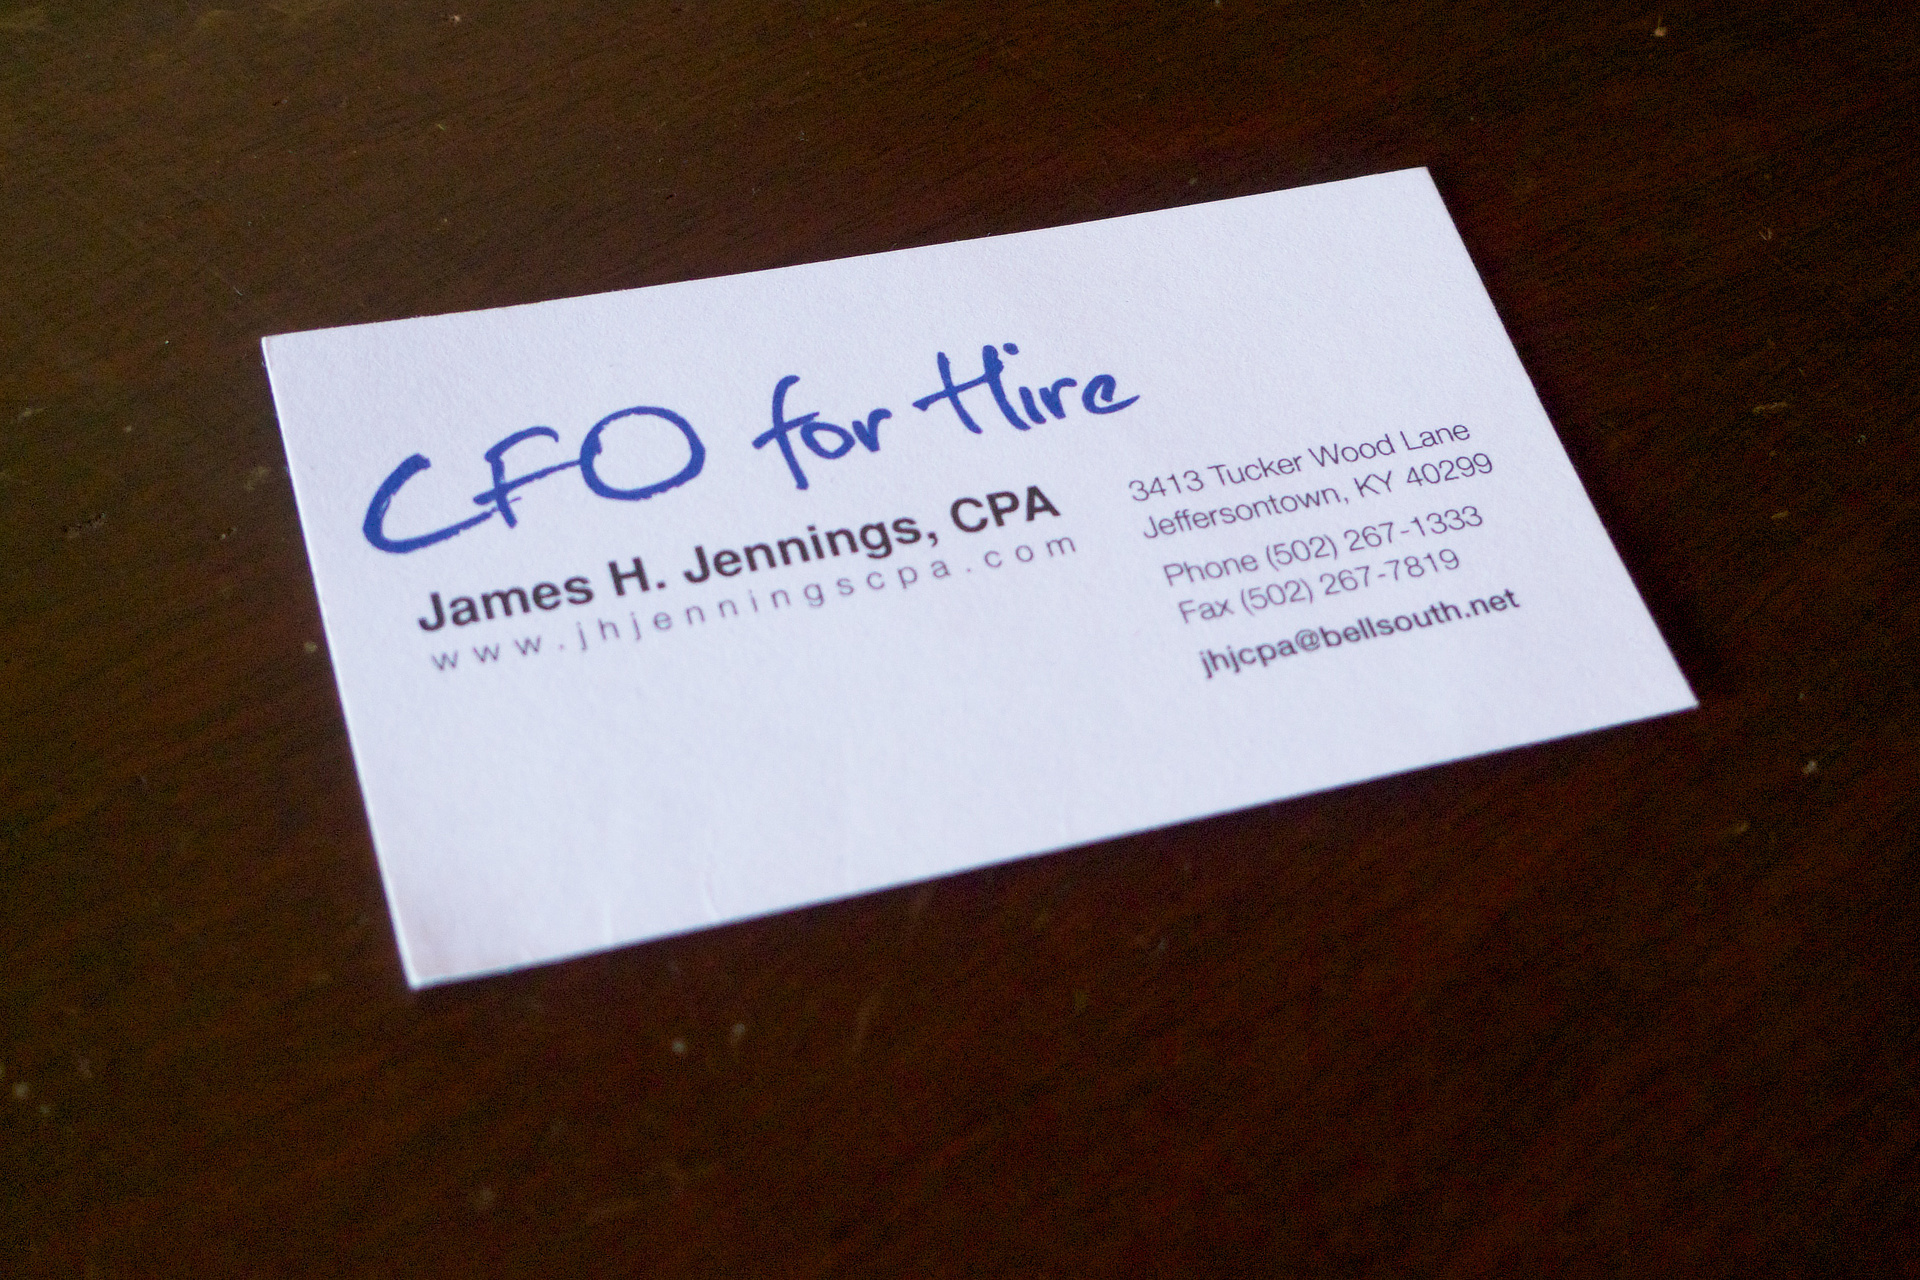 CFO for Hire
James H. Jennings, CPA
www.jhjenningscpa.com
3413 Tucker Wood Lane
Jeffersontown, KY 40299
Phone (502) 267-1333
Fax (502) 267-7819
jhjcpa@bellsouth.net